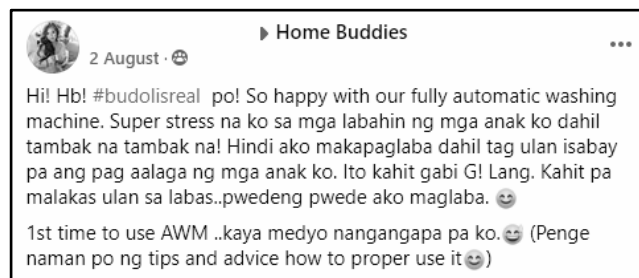 Home Buddies
2 August ·
Hi! Hb! #budolisreal po! So happy with our fully automatic washing
machine. Super stress na ko sa mga labahin ng mga anak ko dahil
tambak na tambak na! Hindi ako makapaglaba dahil tag ulan isabay
pa ang pag aalaga ng mga anak ko. Ito kahit gabi G! Lang. Kahit pa
malakas ulan sa labas..pwedeng pwede ako maglaba. 😊
1st time to use AWM ..kaya medyo nangangapa pa ko.😅 (Penge
naman po ng tips and advice how to proper use it😊)